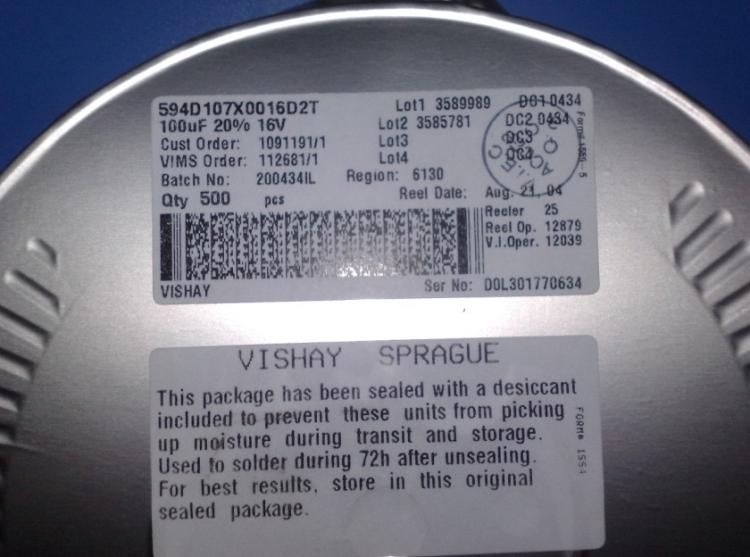 594D107X0016D2T Lot1 3589989 DC1 0434
100uF 20% 16V Lot2 3585781 DC2 0434
Cust Order: 1091191/1 Lot3 DC3
V!MS Order: 112681/1 Lot4 DC4
Batch No: 200434IL Region: 6130
Qty 500 pcs Reel Date: Aug. 21, 04
Reeler 25
Reel Op. 12879
V.I.Oper. 12039
VISHAY Ser No: D0L301770634
VISHAY SPRAGUE
This package has been sealed with a desiccant
included to prevent these units from picking
up moisture during transit and storage.
Used to solder during 72h after unsealing.
For best results, store in this original
sealed package.
FORM# 1554